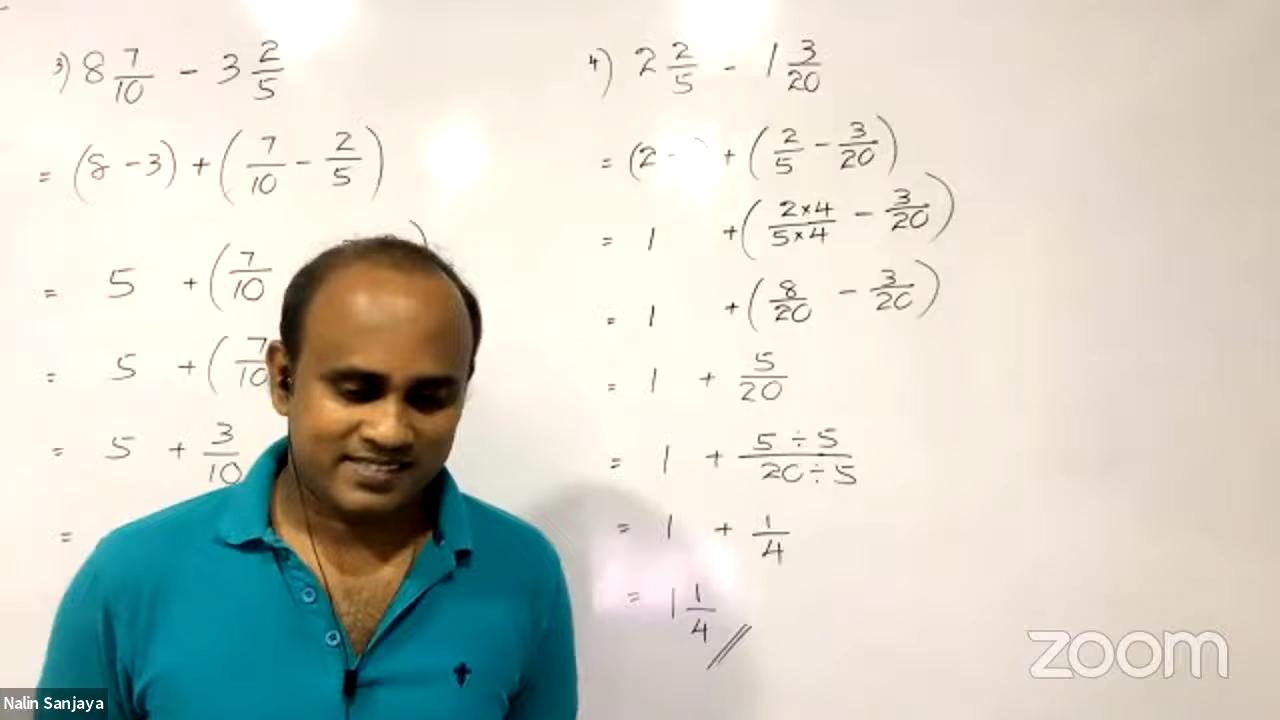 3) 8 7/10 - 3 2/5
= (8 - 3) + (7/10 - 2/5)
= 5 + (7/10 )
= 5 + (7/10
= 5 + 3/10
=
4) 2 2/5 - 1 3/20
= (2 - ) + (2/5 - 3/20)
= 1 + (2×4/5×4 - 3/20)
= 1 + (8/20 - 3/20)
= 1 + 5/20
= 1 + 5÷5/20÷5
= 1 + 1/4
= 1 1/4 //
zoom
Nalin Sanjaya